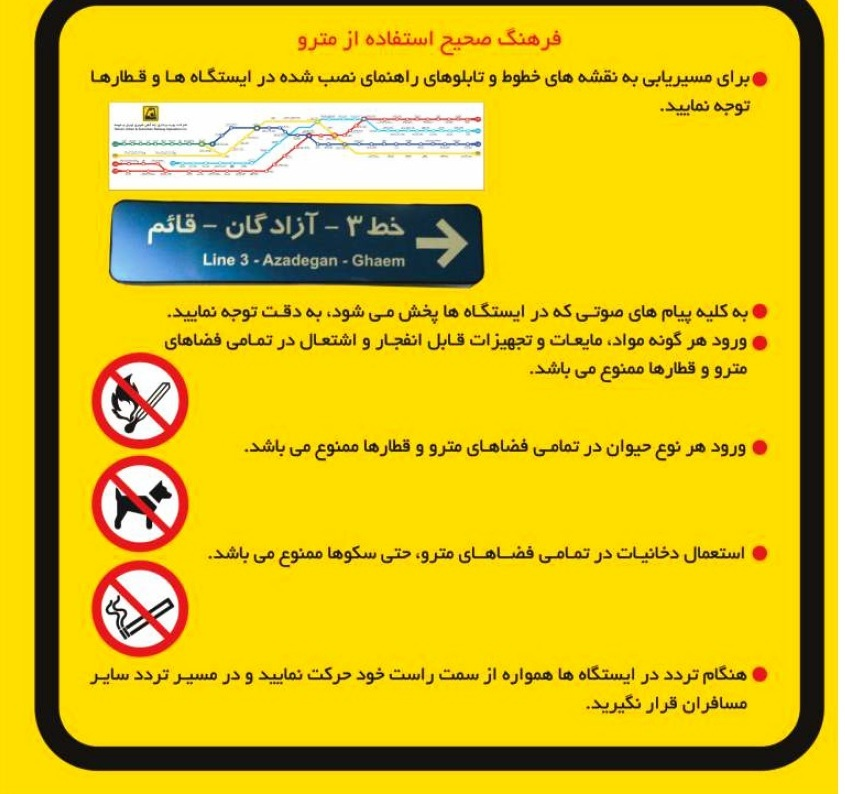 فرهنگ صحیح استفاده از مترو
برای مسیریابی به نقشه های خطوط و تابلوهای راهنمای نصب شده در ایستگاه ها و قطارها
توجه نمایید.
خط ۳ - آزادگان - قائم
Line 3 - Azadegan - Ghaem
به کلیه پیام های صوتی که در ایستگاه ها پخش می شود، به دقت توجه نمایید.
ورود هر گونه مواد، مایعات و تجهیزات قابل انفجار و اشتعال در تمامی فضاهای
مترو و قطارها ممنوع می باشد.
ورود هر نوع حیوان در تمامی فضاهای مترو و قطارها ممنوع می باشد.
استعمال دخانیات در تمامی فضاهای مترو، حتی سکوها ممنوع می باشد.
هنگام تردد در ایستگاه ها همواره از سمت راست خود حرکت نمایید و در مسیر تردد سایر
مسافران قرار نگیرید.